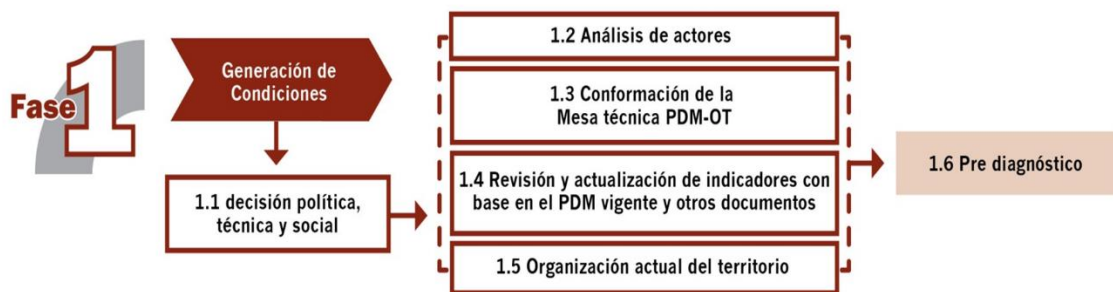 Fase 1
Generación de
Condiciones
1.1 decisión política,
técnica y social
1.2 Análisis de actores
1.3 Conformación de la
Mesa técnica PDM-OT
1.4 Revisión y actualización de indicadores con
base en el PDM vigente y otros documentos
1.5 Organización actual del territorio
1.6 Pre diagnóstico